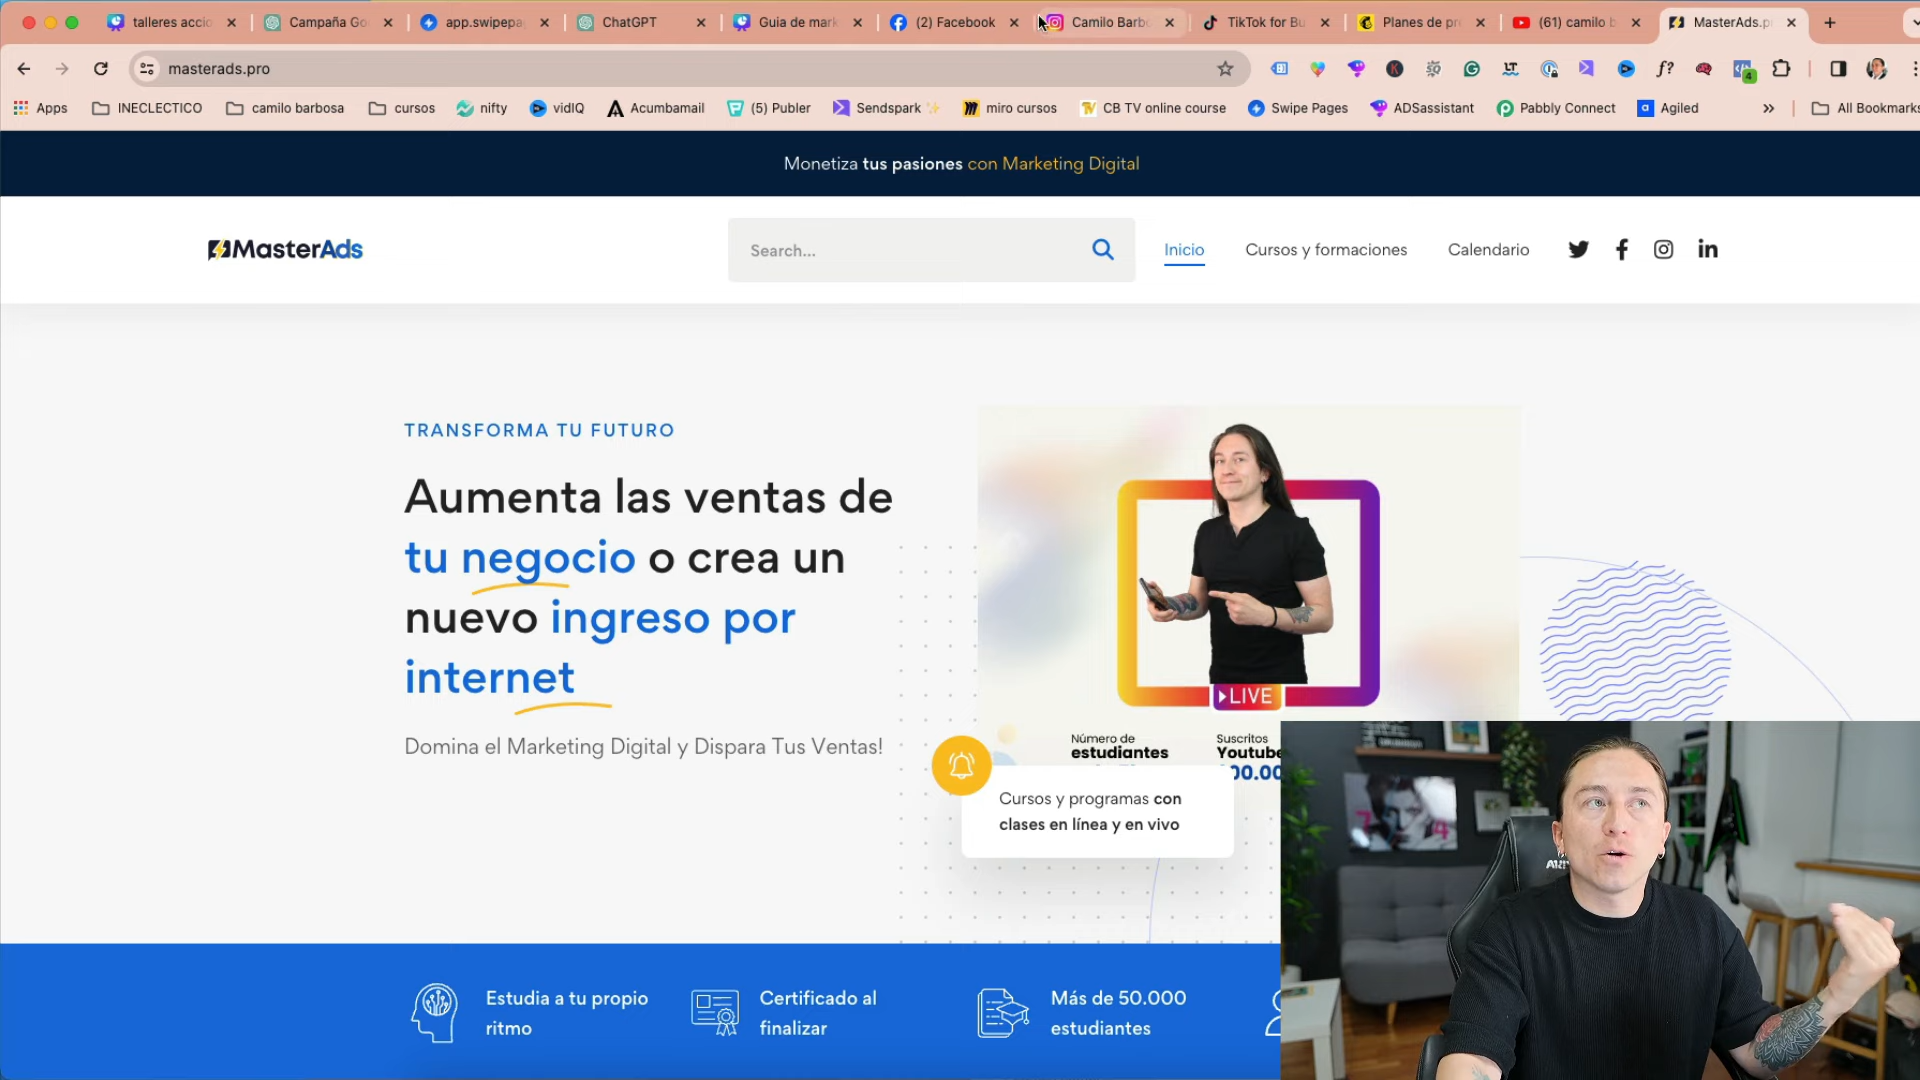 talleres accio
Campaña Go
app.swipepa
ChatGPT
Guia de mark
(2) Facebook
Camilo Barb
TikTok for Bu
Planes de pr
(61) camilo b
MasterAds.p
masterads.pro
Apps
INECLECTICO
camilo barbosa
cursos
nifty
vidIQ
Acumbamail
(5) Publer
Sendspark
miro cursos
CB TV online course
Swipe Pages
ADSassistant
Pabbly Connect
Agiled
»
All Bookmarks
Monetiza tus pasiones con Marketing Digital
MasterAds
Search...
Inicio
Cursos y formaciones
Calendario
TRANSFORMA TU FUTURO
Aumenta las ventas de
tu negocio o crea un
nuevo ingreso por
internet
Domina el Marketing Digital y Dispara Tus Ventas!
LIVE
Número de
estudiantes
Suscritos
Youtube
Cursos y programas con
clases en línea y en vivo
Estudia a tu propio
ritmo
Certificado al
finalizar
Más de 50.000
estudiantes